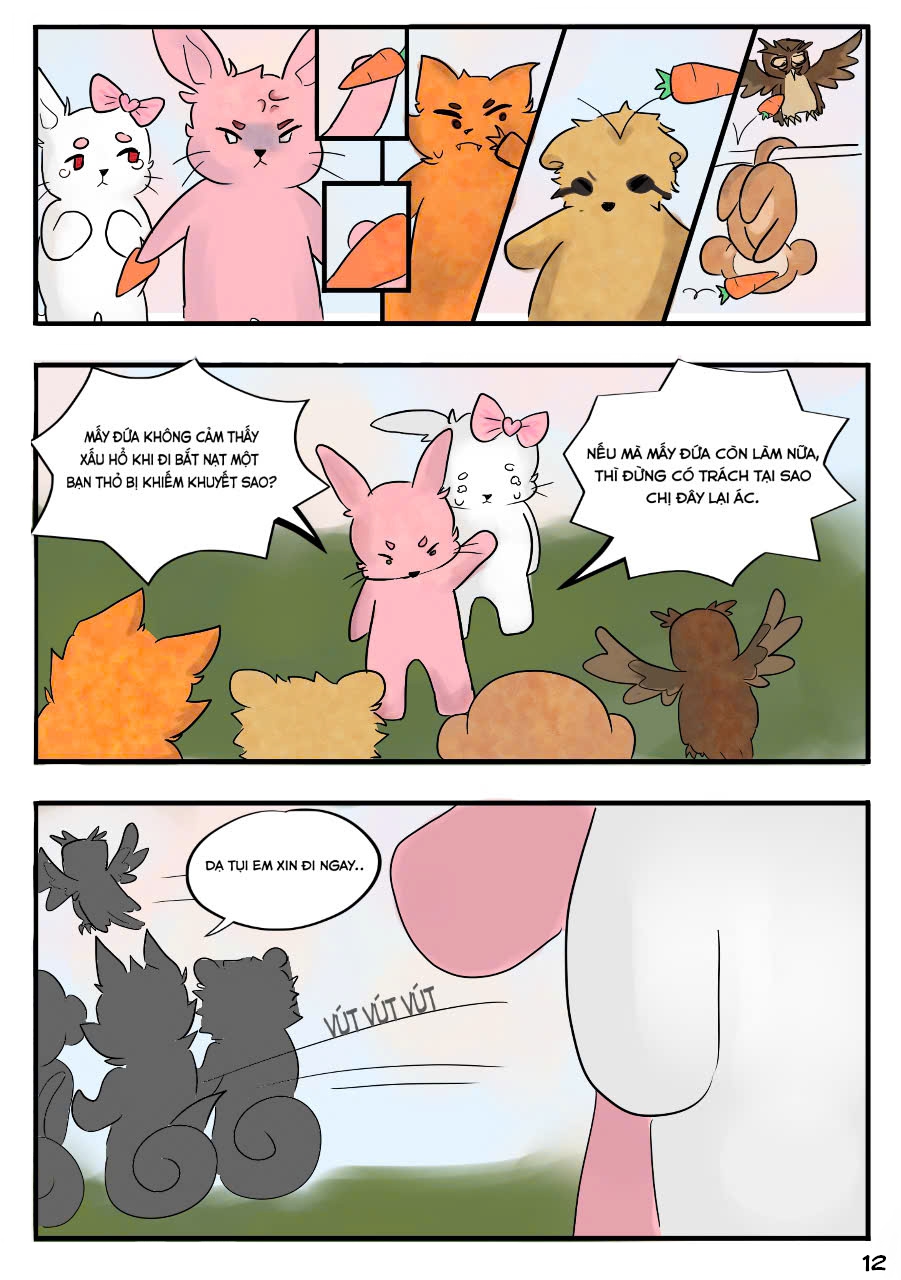 MẤY ĐỨA KHÔNG CẢM THẤY
XẤU HỔ KHI ĐI BẮT NẠT MỘT
BẠN THỎ BỊ KHIẾM KHUYẾT SAO?
NẾU MÀ MẤY ĐỨA CÒN LÀM NỮA,
THÌ ĐỪNG CÓ TRÁCH TẠI SAO
CHỊ ĐÂY LẠI ÁC.
DẠ TỤI EM XIN ĐI NGAY..
VÚT VÚT VÚT
12